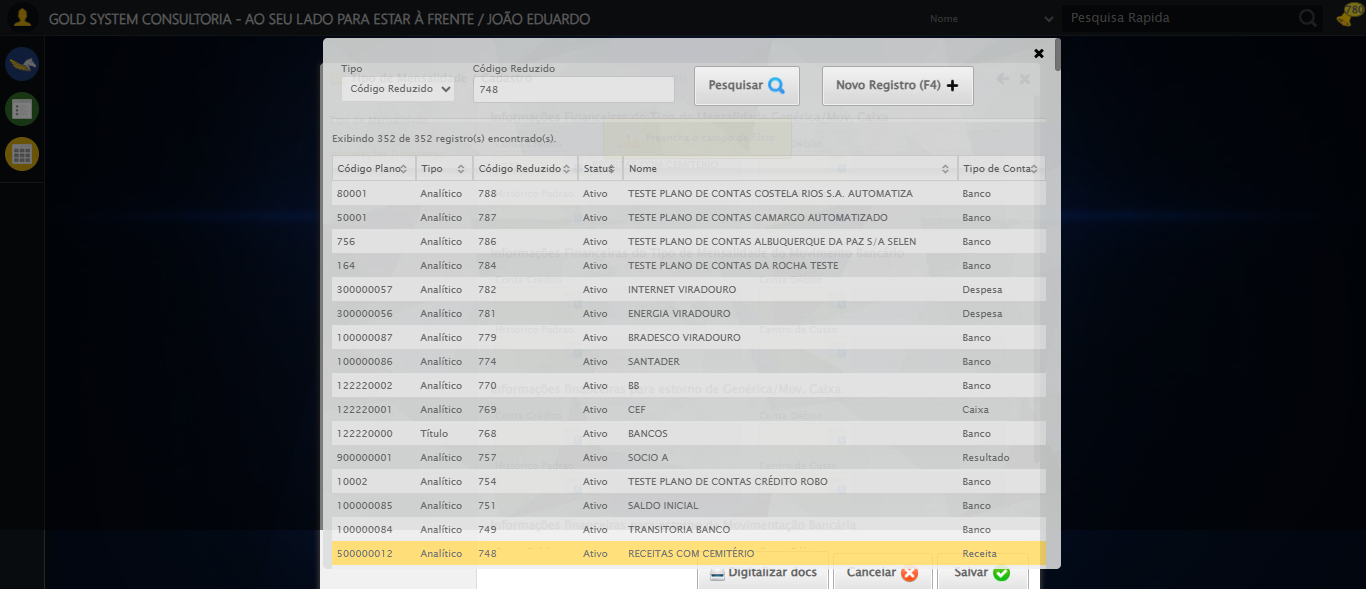 GOLD SYSTEM CONSULTORIA - AO SEU LADO PARA ESTAR À FRENTE / JOÃO EDUARDO
Nome
Pesquisa Rapida
780
Tipo
Código Reduzido
Código Reduzido
748
Pesquisar
Novo Registro (F4)
Exibindo 352 de 352 registro(s) encontrado(s).
Código Plano Tipo Código Reduzido Status Nome Tipo de Conta
80001 Analítico 788 Ativo TESTE PLANO DE CONTAS COSTELA RIOS S.A. AUTOMATIZA Banco
50001 Analítico 787 Ativo TESTE PLANO DE CONTAS CAMARGO AUTOMATIZADO Banco
756 Analítico 786 Ativo TESTE PLANO DE CONTAS ALBUQUERQUE DA PAZ S/A SELEN Banco
164 Analítico 784 Ativo TESTE PLANO DE CONTAS DA ROCHA TESTE Banco
300000057 Analítico 782 Ativo INTERNET VIRADOURO Despesa
300000056 Analítico 781 Ativo ENERGIA VIRADOURO Despesa
100000087 Analítico 779 Ativo BRADESCO VIRADOURO Banco
100000086 Analítico 774 Ativo SANTADER Banco
122220002 Analítico 770 Ativo BB Banco
122220001 Analítico 769 Ativo CEF Caixa
122220000 Título 768 Ativo BANCOS Banco
900000001 Analítico 757 Ativo SOCIO A Resultado
10002 Analítico 754 Ativo TESTE PLANO DE CONTAS CRÉDITO ROBO Banco
100000085 Analítico 751 Ativo SALDO INICIAL Banco
100000084 Analítico 749 Ativo TRANSITORIA BANCO Banco
500000012 Analítico 748 Ativo RECEITAS COM CEMITÉRIO Receita
Digitalizar docs
Cancelar
Salvar